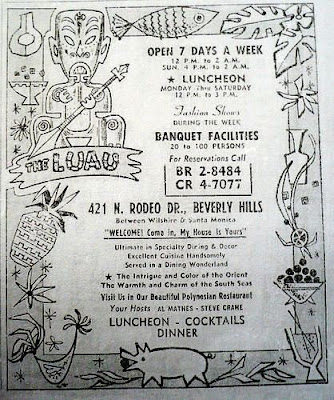 OPEN 7 DAYS A WEEK
12 P.M. to 2 A.M.
SUN. 4 P.M. to 2 A.M.
★ LUNCHEON
MONDAY Thru SATURDAY
12 P.M. to 3 P.M.
Fashion Shows
DURING THE WEEK
BANQUET FACILITIES
20 to 100 PERSONS
For Reservations Call
BR 2-8484
CR 4-7077
THE LUAU
421 N. RODEO DR., BEVERLY HILLS
Between Wilshire & Santa Monica
"WELCOME! Come in, My House is Yours"
Ultimate in Specialty Dining & Decor
Excellent Cuisine Handsomely
Served in a Dining Wonderland
★ The Intrigue and Color of the Orient
The Warmth and Charm of the South Seas
Visit Us in Our Beautiful Polynesian Restaurant
Your Hosts AL MATHES - STEVE CRANE
LUNCHEON - COCKTAILS
DINNER